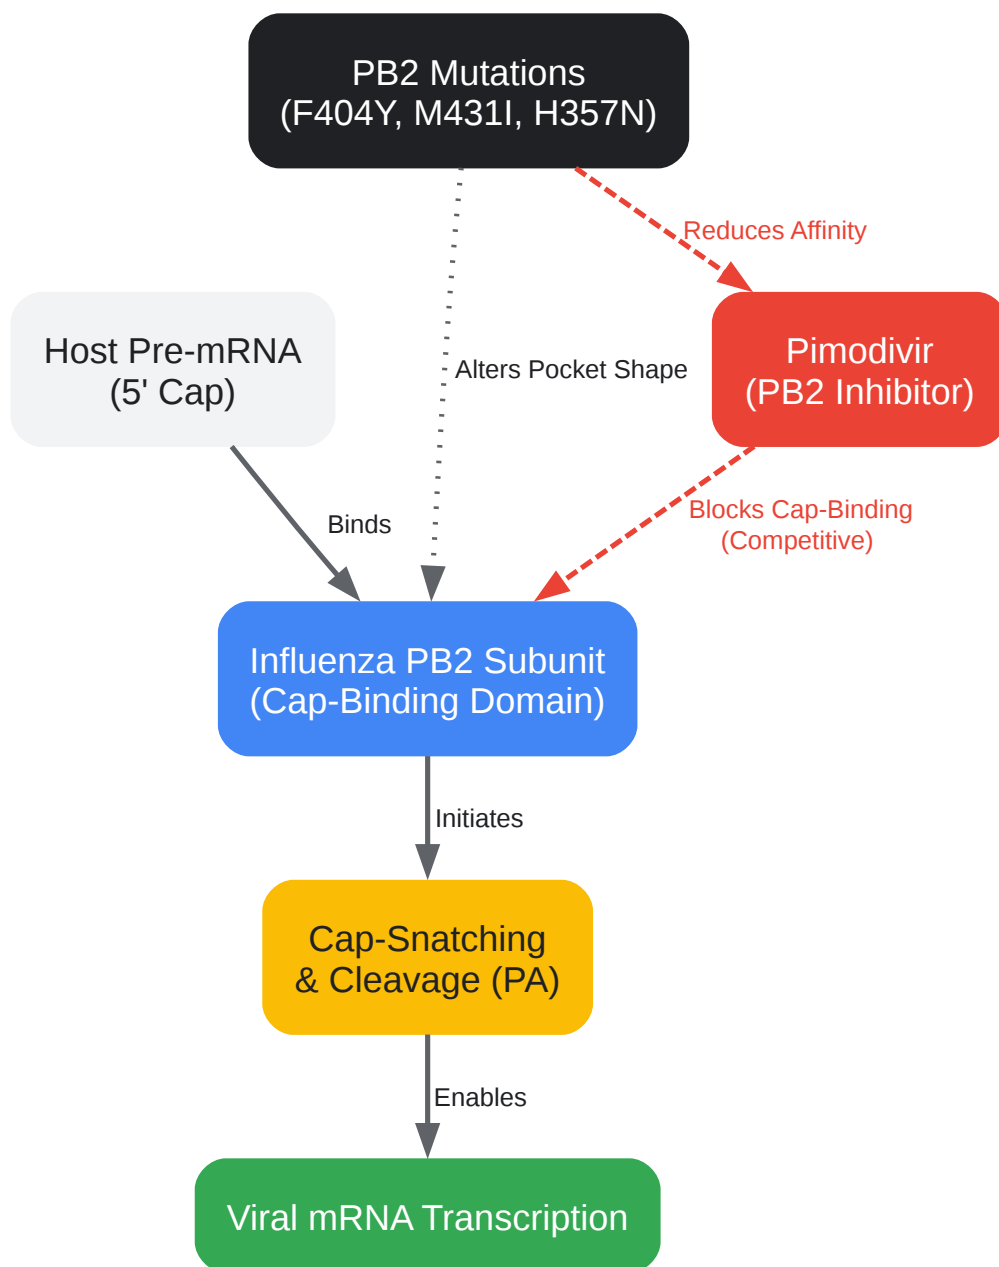 PB2 Mutations
(F404Y, M431I, H357N)
Reduces Affinity
Host Pre-mRNA
(5' Cap)
Alters Pocket Shape
Pimodivir
(PB2 Inhibitor)
Binds
Blocks Cap-Binding
(Competitive)
Influenza PB2 Subunit
(Cap-Binding Domain)
Initiates
Cap-Snatching
& Cleavage (PA)
Enables
Viral mRNA Transcription